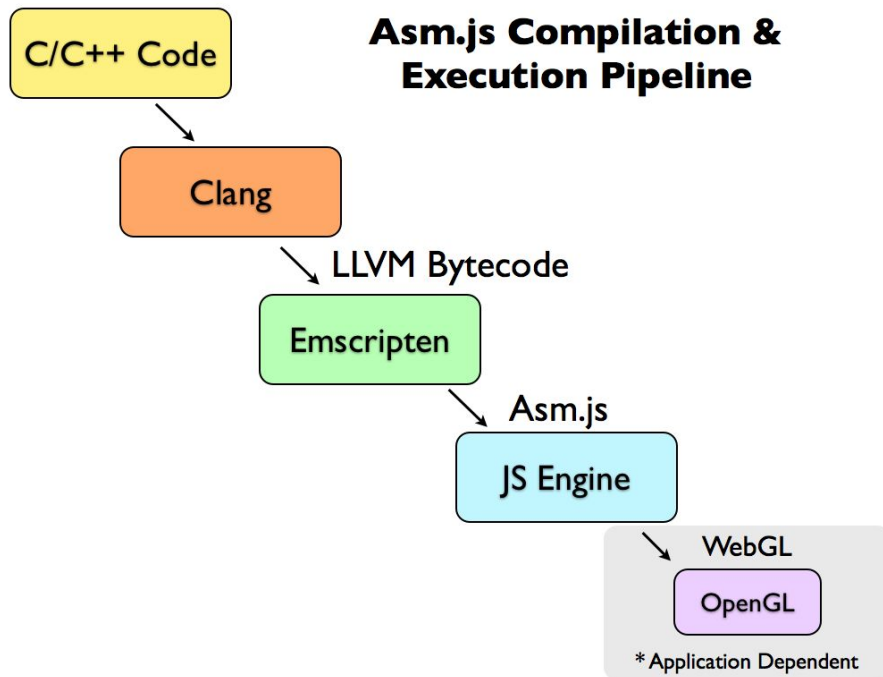 C/C++ Code
Asm.js Compilation &
Execution Pipeline
Clang
LLVM Bytecode
Emscripten
Asm.js
JS Engine
WebGL
OpenGL
* Application Dependent